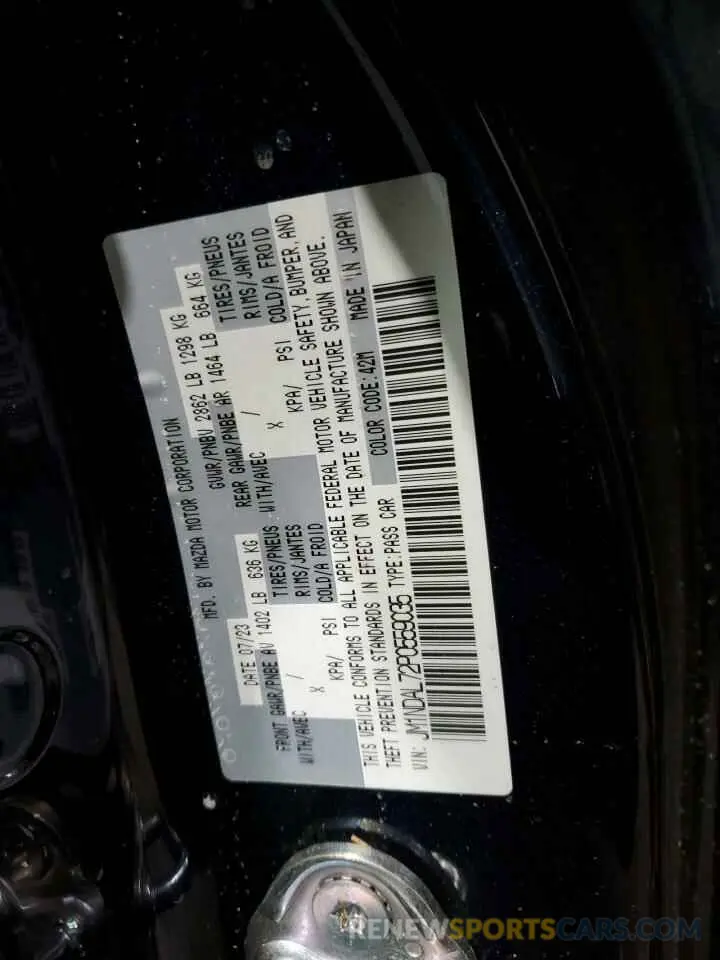 MFD. BY MAZDA MOTOR CORPORATION
DATE 07/23 GVWR/PNBV 2862 LB 1298 KG
FRONT GAWR/PNBE AV 1402 LB 636 KG REAR GAWR/PNBE AR 1464 LB 664 KG
WITH/AVEC / TIRES/PNEUS WITH/AVEC / TIRES/PNEUS
X RIMS/JANTES X RIMS/JANTES
KPA/ PSI COLD/A FROID KPA/ PSI COLD/A FROID
THIS VEHICLE CONFORMS TO ALL APPLICABLE FEDERAL MOTOR VEHICLE SAFETY, BUMPER, AND
THEFT PREVENTION STANDARDS IN EFFECT ON THE DATE OF MANUFACTURE SHOWN ABOVE.
VIN: JM1NDAL72P0559035 TYPE:PASS CAR COLOR CODE:42M MADE IN JAPAN
RENEWSPORTSCARS.COM